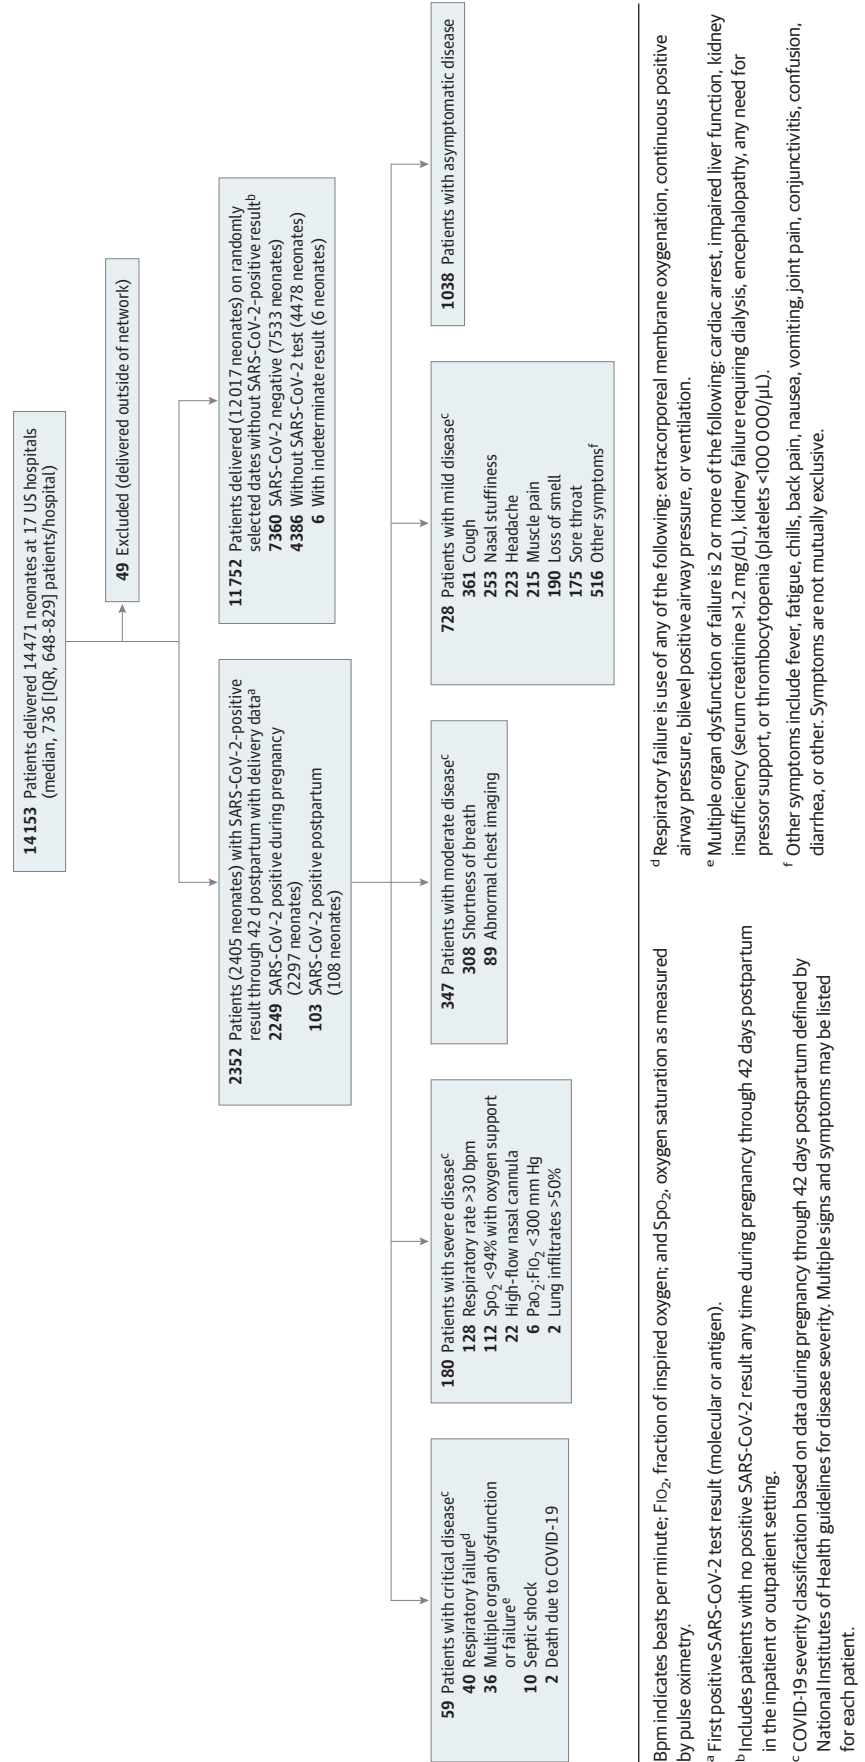 14153 Patients delivered 14471 neonates at 17 US hospitals
(median, 736 [IQR, 648-829] patients/hospital)
49 Excluded (delivered outside of network)
2352 Patients (2405 neonates) with SARS-CoV-2–positive
result through 42 d postpartum with delivery dataᵃ
2249 SARS-CoV-2 positive during pregnancy
(2297 neonates)
103 SARS-CoV-2 positive postpartum
(108 neonates)
11752 Patients delivered (12017 neonates) on randomly
selected dates without SARS-CoV-2–positive resultᵇ
7360 SARS-CoV-2 negative (7533 neonates)
4386 Without SARS-CoV-2 test (4478 neonates)
6 With indeterminate result (6 neonates)
59 Patients with critical diseaseᶜ
40 Respiratory failureᵈ
36 Multiple organ dysfunction
or failureᵉ
10 Septic shock
2 Death due to COVID-19
180 Patients with severe diseaseᶜ
128 Respiratory rate >30 bpm
112 SpO₂ <94% with oxygen support
22 High-flow nasal cannula
6 PaO₂:FIO₂ <300 mm Hg
2 Lung infiltrates >50%
347 Patients with moderate diseaseᶜ
308 Shortness of breath
89 Abnormal chest imaging
728 Patients with mild diseaseᶜ
361 Cough
253 Nasal stuffiness
223 Headache
215 Muscle pain
190 Loss of smell
175 Sore throat
516 Other symptomsᶠ
1038 Patients with asymptomatic disease
Bpm indicates beats per minute; FIO₂, fraction of inspired oxygen; and SpO₂, oxygen saturation as measured
by pulse oximetry.
ᵃ First positive SARS-CoV-2 test result (molecular or antigen).
ᵇ Includes patients with no positive SARS-CoV-2 result any time during pregnancy through 42 days postpartum
in the inpatient or outpatient setting.
ᶜ COVID-19 severity classification based on data during pregnancy through 42 days postpartum defined by
National Institutes of Health guidelines for disease severity. Multiple signs and symptoms may be listed
for each patient.
ᵈ Respiratory failure is use of any of the following: extracorporeal membrane oxygenation, continuous positive
airway pressure, bilevel positive airway pressure, or ventilation.
ᵉ Multiple organ dysfunction or failure is 2 or more of the following: cardiac arrest, impaired liver function, kidney
insufficiency (serum creatinine >1.2 mg/dL), kidney failure requiring dialysis, encephalopathy, any need for
pressor support, or thrombocytopenia (platelets <100 000/μL).
ᶠ Other symptoms include fever, fatigue, chills, back pain, nausea, vomiting, joint pain, conjunctivitis, confusion,
diarrhea, or other. Symptoms are not mutually exclusive.